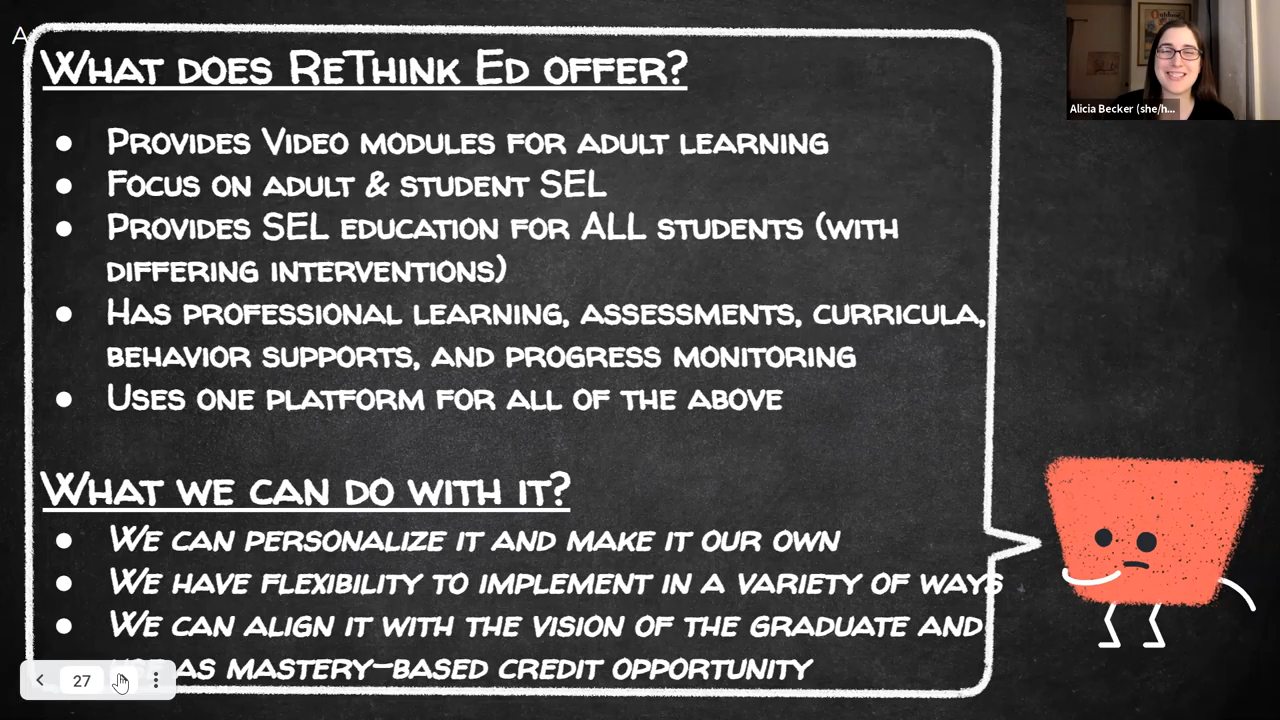 What does ReThink Ed offer?
● Provides Video modules for adult learning
● Focus on adult & student SEL
● Provides SEL education for ALL students (with
differing interventions)
● Has professional learning, assessments, curricula,
behavior supports, and progress monitoring
● Uses one platform for all of the above
What we can do with it?
● We can personalize it and make it our own
● We have flexibility to implement in a variety of ways
● We can align it with the vision of the graduate and
as mastery-based credit opportunity
27
Alicia Becker (she/h...